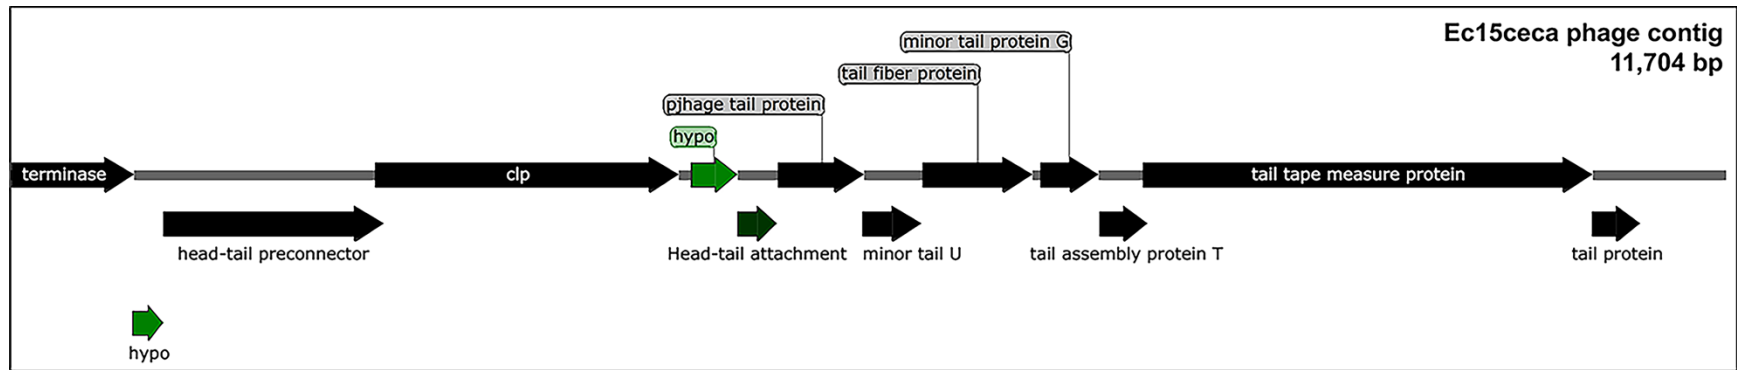 Ec15ceca phage contig
11,704 bp
minor tail protein G
tail fiber protein
pjhage tail protein
hypo
terminase
clp
tail tape measure protein
head-tail preconnector
Head-tail attachment
minor tail U
tail assembly protein T
tail protein
hypo